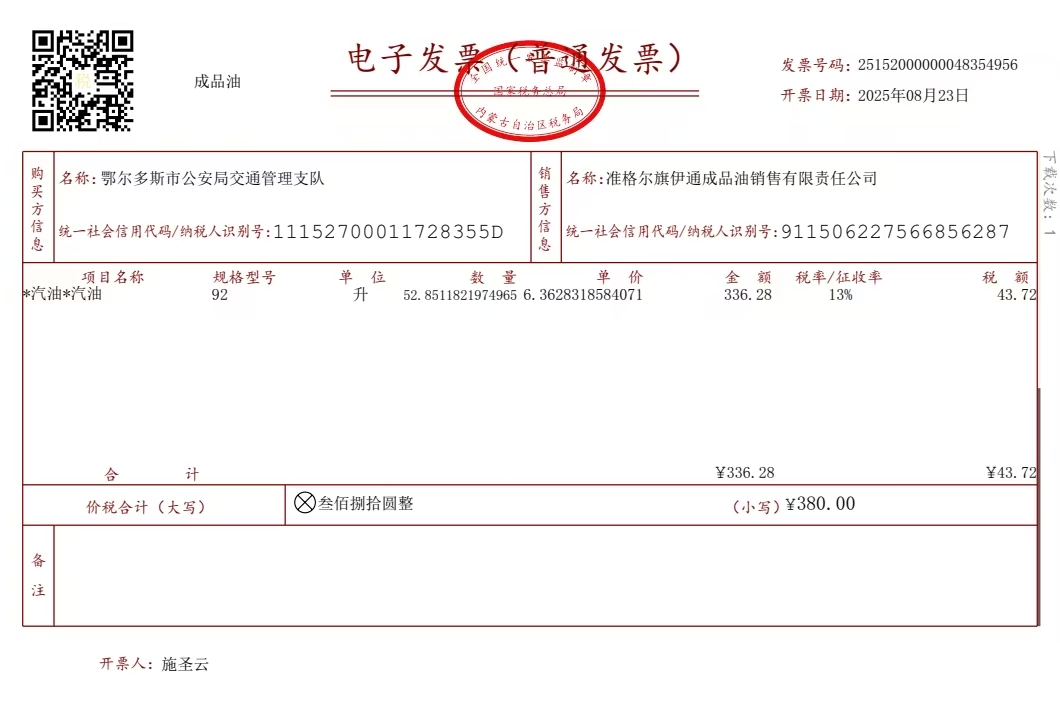 电子发票（普通发票）
成品油
全国统一发票监制章
国家税务总局
内蒙古自治区税务局
发票号码：25152000000048354956
开票日期：2025年08月23日
下载次数：1
购买方信息
名称：鄂尔多斯市公安局交通管理支队
统一社会信用代码/纳税人识别号：11152700011728355D
销售方信息
名称：准格尔旗伊通成品油销售有限责任公司
统一社会信用代码/纳税人识别号：911506227566856287
项目名称 规格型号 单位 数量 单价 金额 税率/征收率 税额
*汽油*汽油 92 升 52.8511821974965 6.3628318584071 336.28 13% 43.72
合计 ¥336.28 ¥43.72
价税合计（大写） ⊗叁佰捌拾圆整 （小写）¥380.00
备注
开票人：施圣云